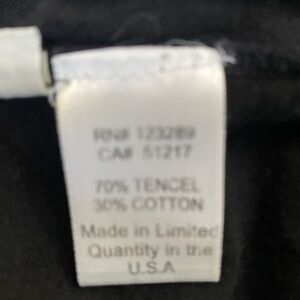 RN# 123289
CA# 51217
70% TENCEL
30% COTTON
Made in Limited
Quantity in the
U.S.A